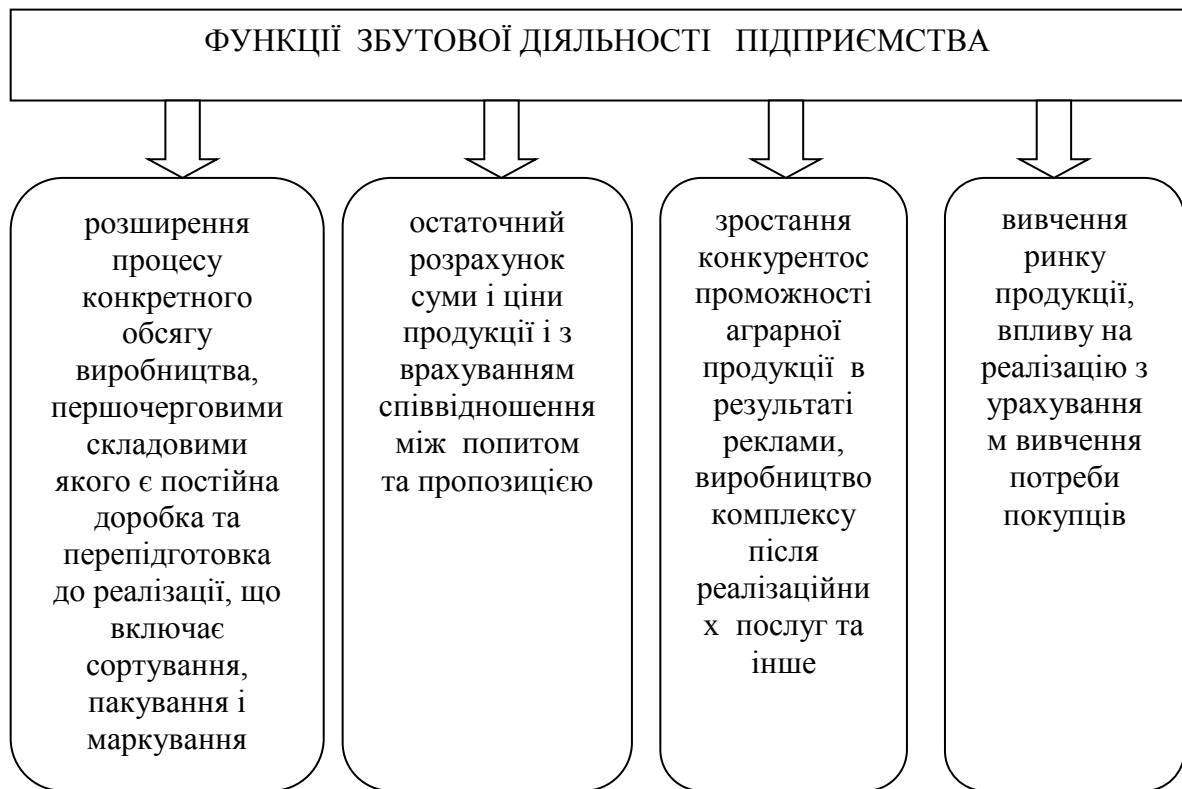 ФУНКЦІЇ ЗБУТОВОЇ ДІЯЛЬНОСТІ ПІДПРИЄМСТВА
розширення
процесу
конкретного
обсягу
виробництва,
першочерговими
складовими
якого є постійна
доробка та
перепідготовка
до реалізації, що
включає
сортування,
пакування і
маркування
остаточний
розрахунок
суми і ціни
продукції і з
врахуванням
співвідношення
між попитом
та пропозицією
зростання
конкурентос
проможності
аграрної
продукції в
результаті
реклами,
виробництво
комплексу
після
реалізаційни
х послуг та
інше
вивчення
ринку
продукції,
впливу на
реалізацію з
урахування
м вивчення
потреби
покупців